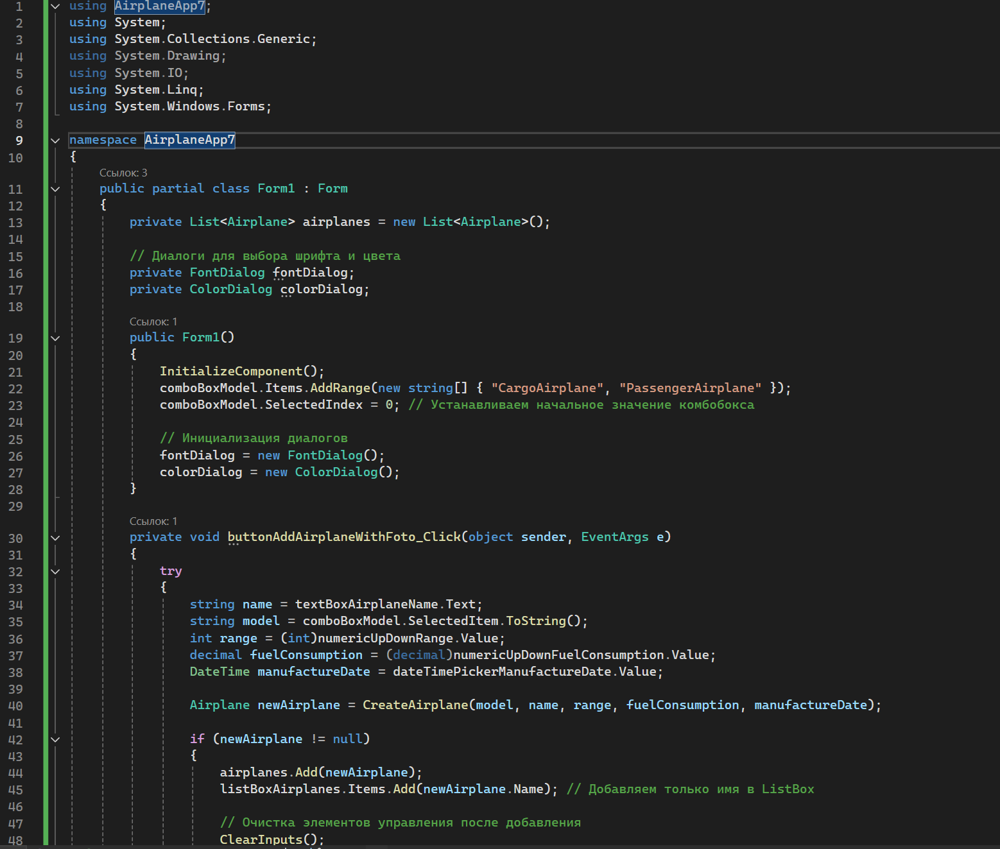 1 using AirplaneApp7;
2 using System;
3 using System.Collections.Generic;
4 using System.Drawing;
5 using System.IO;
6 using System.Linq;
7 using System.Windows.Forms;
8
9 namespace AirplaneApp7
10 {
Ссылок: 3
11 public partial class Form1 : Form
12 {
13 private List<Airplane> airplanes = new List<Airplane>();
14
15 // Диалоги для выбора шрифта и цвета
16 private FontDialog fontDialog;
17 private ColorDialog colorDialog;
18
Ссылок: 1
19 public Form1()
20 {
21 InitializeComponent();
22 comboBoxModel.Items.AddRange(new string[] { "CargoAirplane", "PassengerAirplane" });
23 comboBoxModel.SelectedIndex = 0; // Устанавливаем начальное значение комбобокса
24
25 // Инициализация диалогов
26 fontDialog = new FontDialog();
27 colorDialog = new ColorDialog();
28 }
29
Ссылок: 1
30 private void buttonAddAirplaneWithFoto_Click(object sender, EventArgs e)
31 {
32 try
33 {
34 string name = textBoxAirplaneName.Text;
35 string model = comboBoxModel.SelectedItem.ToString();
36 int range = (int)numericUpDownRange.Value;
37 decimal fuelConsumption = (decimal)numericUpDownFuelConsumption.Value;
38 DateTime manufactureDate = dateTimePickerManufactureDate.Value;
39
40 Airplane newAirplane = CreateAirplane(model, name, range, fuelConsumption, manufactureDate);
41
42 if (newAirplane != null)
43 {
44 airplanes.Add(newAirplane);
45 listBoxAirplanes.Items.Add(newAirplane.Name); // Добавляем только имя в ListBox
46
47 // Очистка элементов управления после добавления
48 ClearInputs();